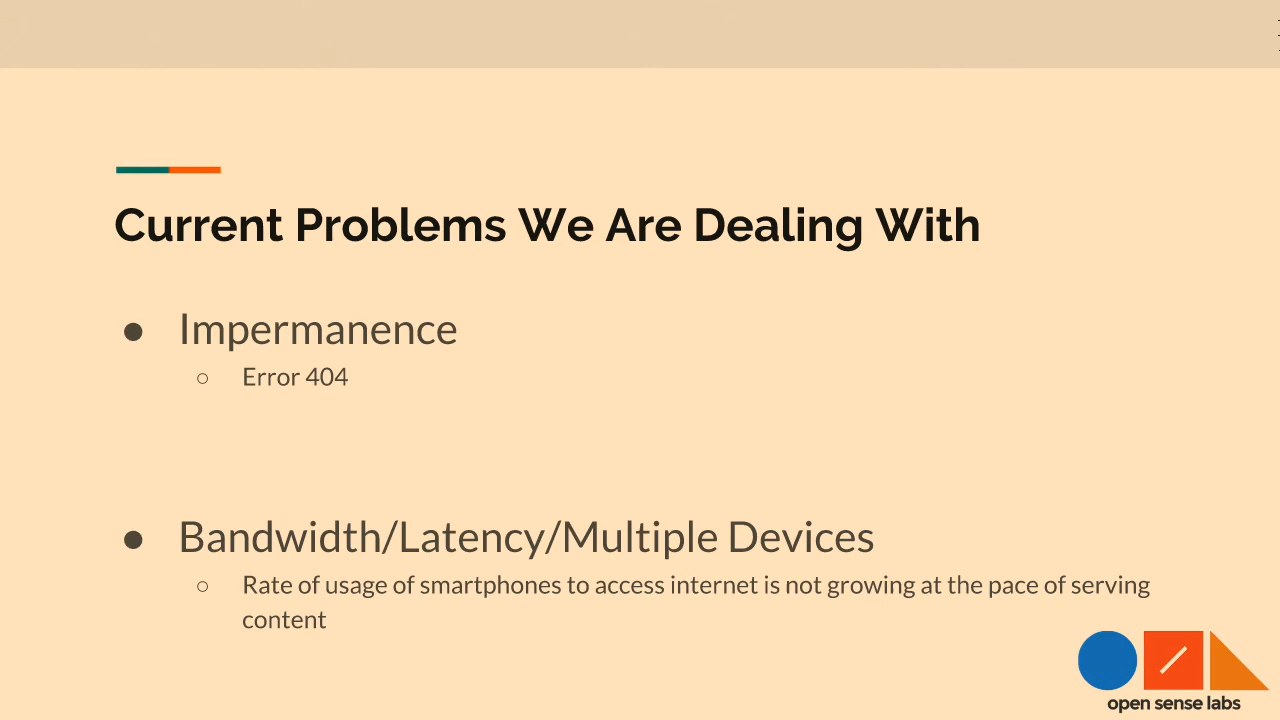 Current Problems We Are Dealing With
● Impermanence
○ Error 404
● Bandwidth/Latency/Multiple Devices
○ Rate of usage of smartphones to access internet is not growing at the pace of serving
content
open sense labs